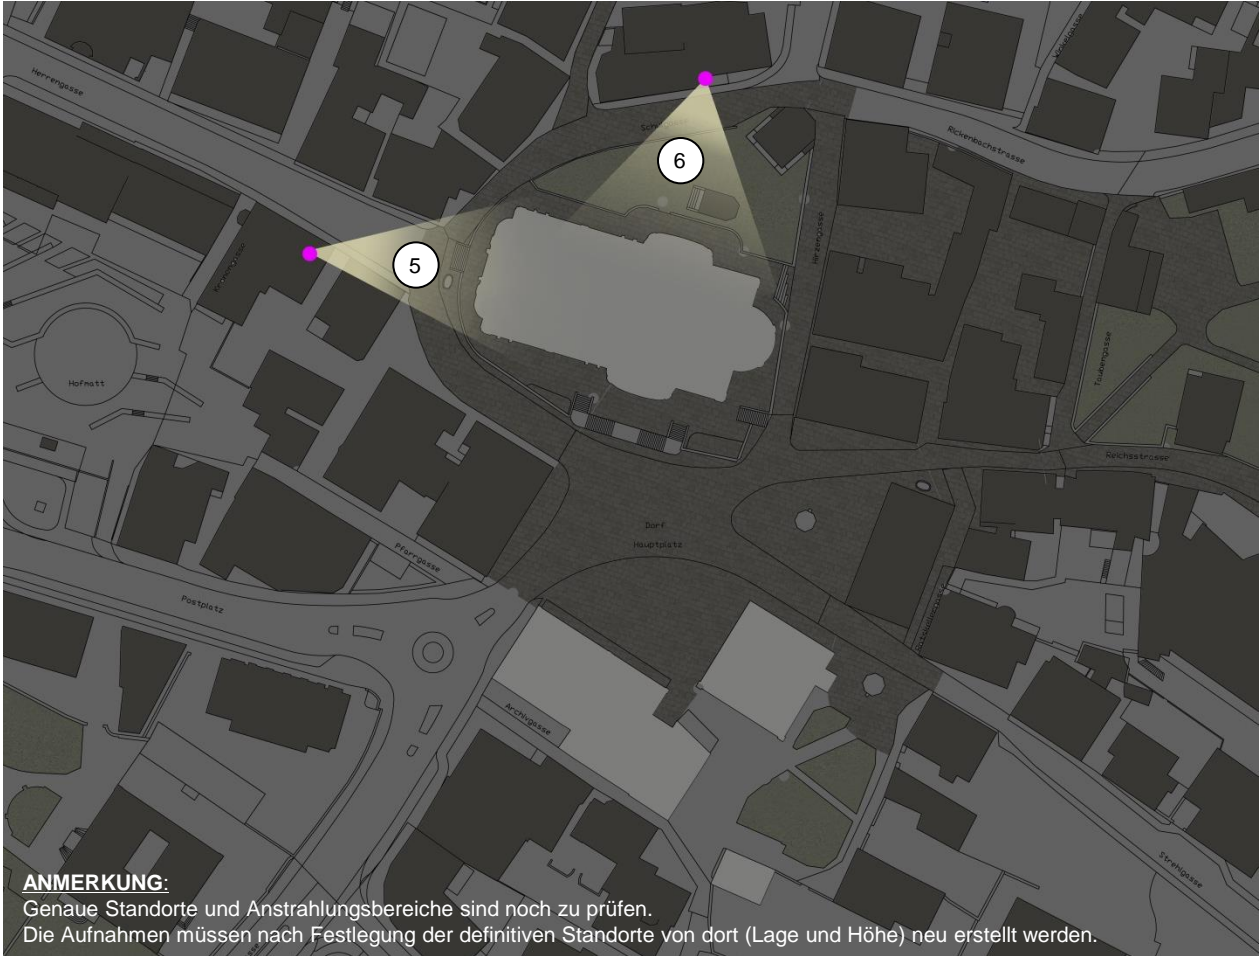 Herrengasse
Rickenbachstrasse
6
Hirzengasse
5
Hofmatt
Taubengasse
Reichsstrasse
Dorf
Hauptplatz
Pfarrgasse
Postplatz
Archivgasse
Strehlgasse
ANMERKUNG:
Genaue Standorte und Anstrahlungsbereiche sind noch zu prüfen.
Die Aufnahmen müssen nach Festlegung der definitiven Standorte von dort (Lage und Höhe) neu erstellt werden.